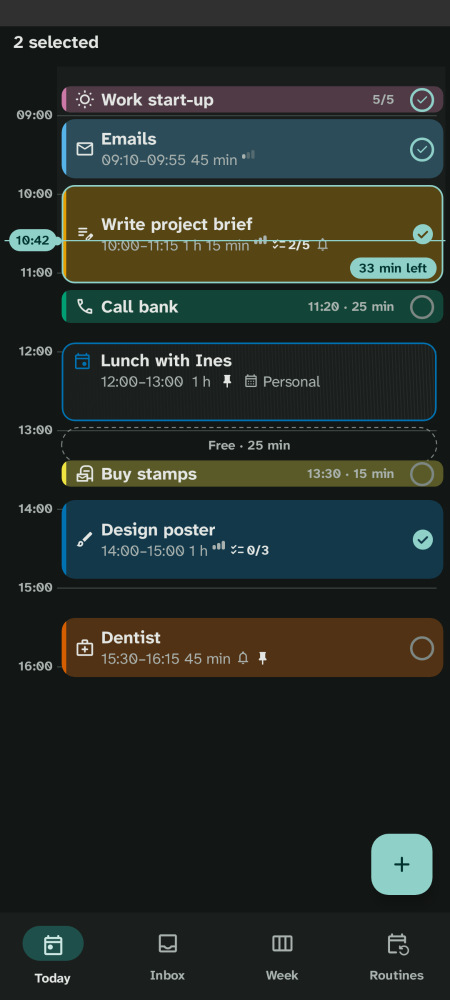 2 selected
Work start-up 5/5
09:00
Emails
09:10–09:55 45 min
10:00
Write project brief
10:00–11:15 1 h 15 min 2/5
10:42
33 min left
11:00
Call bank 11:20 · 25 min
12:00
Lunch with Ines
12:00–13:00 1 h Personal
13:00
Free · 25 min
Buy stamps 13:30 · 15 min
14:00
Design poster
14:00–15:00 1 h 0/3
15:00
Dentist
15:30–16:15 45 min
16:00
Today Inbox Week Routines